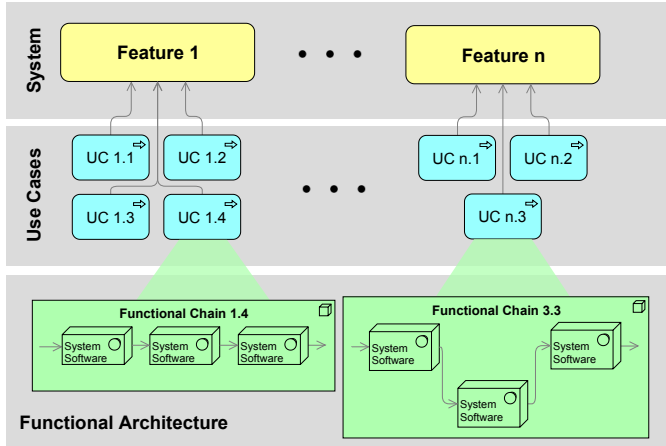 System
Feature 1
Feature n
Use Cases
UC 1.1
UC 1.2
UC n.1
UC n.2
UC 1.3
UC 1.4
UC n.3
Functional Chain 1.4
System
Software
System
Software
System
Software
Functional Chain 3.3
System
Software
System
Software
System
Software
Functional Architecture